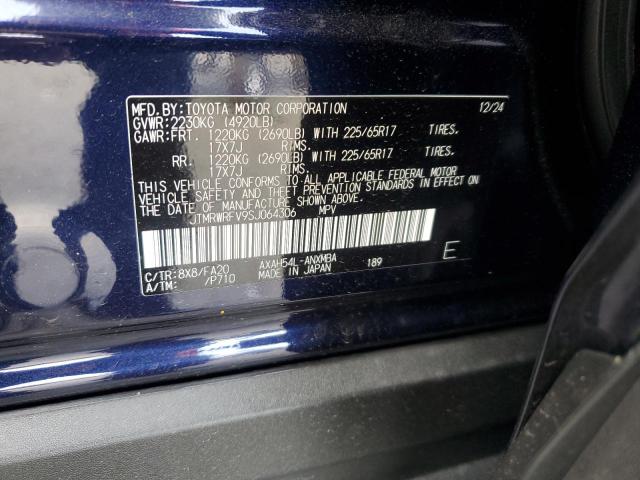 MFD.BY:TOYOTA MOTOR CORPORATION 12/24
GVWR:2230KG (4920LB)
GAWR:FRT. 1220KG (2690LB) WITH 225/65R17 TIRES.
17X7J RIMS.
RR. 1220KG (2690LB) WITH 225/65R17 TIRES.
17X7J RIMS.
THIS VEHICLE CONFORMS TO ALL APPLICABLE FEDERAL MOTOR
VEHICLE SAFETY AND THEFT PREVENTION STANDARDS IN EFFECT ON
THE DATE OF MANUFACTURE SHOWN ABOVE.
JTMRWRFV9SJ064306 MPV
C/TR:8X8/FA20 AXAH54L-ANXMBA E
A/TM: /P710 MADE IN JAPAN 189